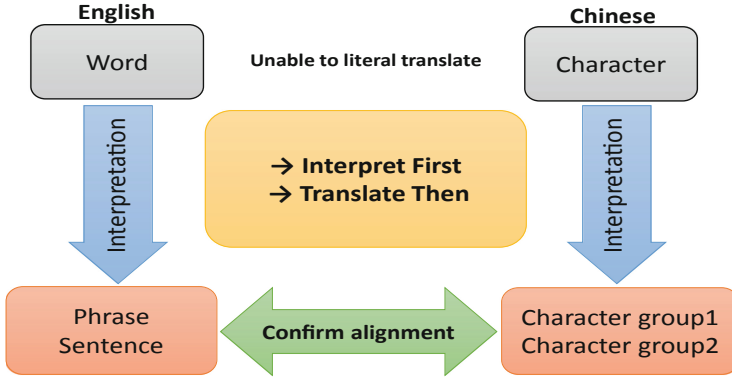 English
Chinese
Word
Unable to literal translate
Character
Interpretation
→ Interpret First
→ Translate Then
Interpretation
Phrase
Sentence
Confirm alignment
Character group1
Character group2